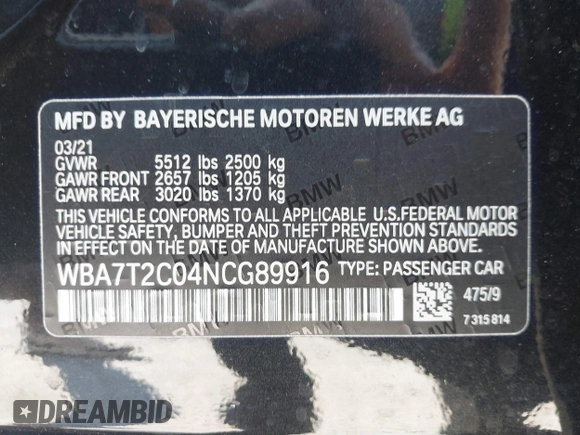 MFD BY BAYERISCHE MOTOREN WERKE AG
03/21
GVWR 5512 lbs 2500 kg
GAWR FRONT 2657 lbs 1205 kg
GAWR REAR 3020 lbs 1370 kg
THIS VEHICLE CONFORMS TO ALL APPLICABLE U.S.FEDERAL MOTOR
VEHICLE SAFETY, BUMPER AND THEFT PREVENTION STANDARDS
IN EFFECT ON THE DATE OF MANUFACTURE SHOWN ABOVE.
WBA7T2C04NCG89916 TYPE: PASSENGER CAR
475/9
7 315 814
DREAMBID